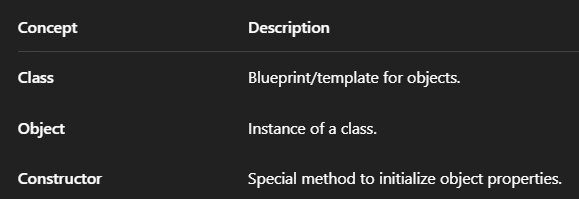 Concept Description
Class Blueprint/template for objects.
Object Instance of a class.
Constructor Special method to initialize object properties.